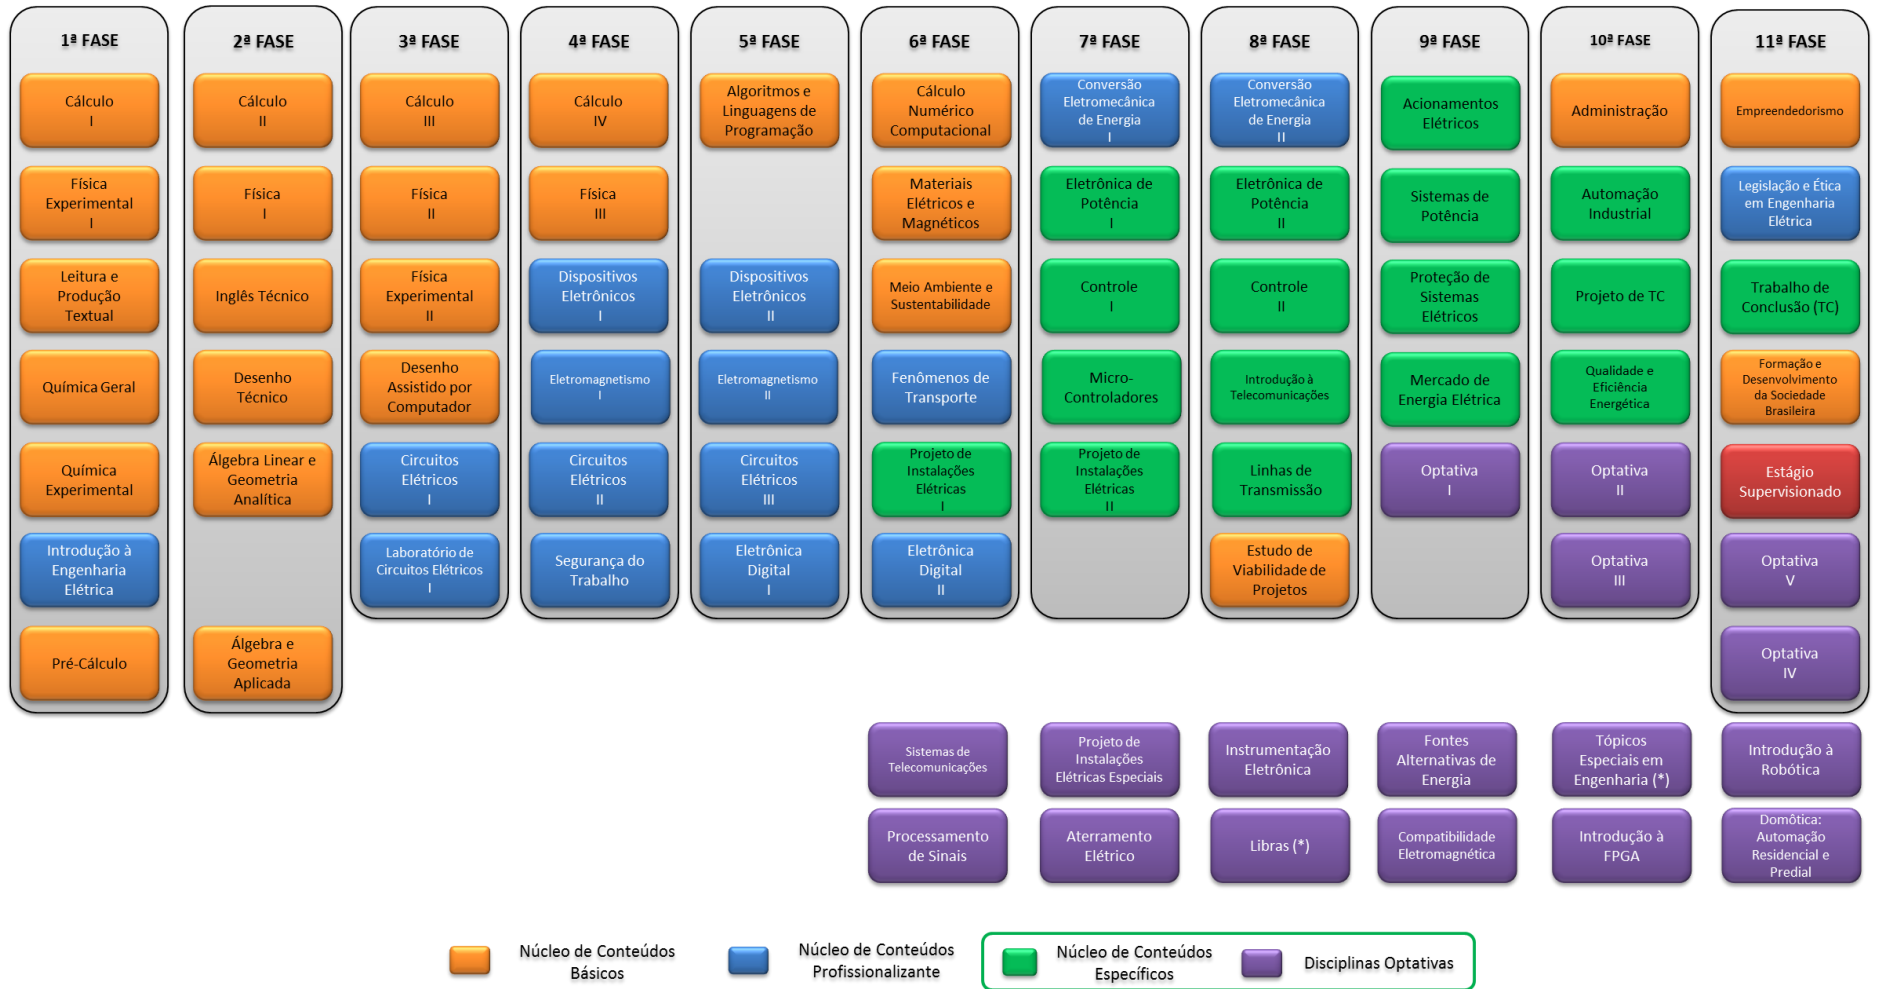 1ª FASE
Cálculo
I
Física
Experimental
I
Leitura e
Produção
Textual
Química Geral
Química
Experimental
Introdução à
Engenharia
Elétrica
Pré-Cálculo
2ª FASE
Cálculo
II
Física
I
Inglês Técnico
Desenho
Técnico
Álgebra Linear e
Geometria
Analítica
Álgebra e
Geometria
Aplicada
3ª FASE
Cálculo
III
Física
II
Física
Experimental
II
Desenho
Assistido por
Computador
Circuitos
Elétricos
I
Laboratório de
Circuitos Elétricos
I
4ª FASE
Cálculo
IV
Física
III
Dispositivos
Eletrônicos
I
Eletromagnetismo
I
Circuitos
Elétricos
II
Segurança do
Trabalho
5ª FASE
Algoritmos e
Linguagens de
Programação
Dispositivos
Eletrônicos
II
Eletromagnetismo
II
Circuitos
Elétricos
III
Eletrônica
Digital
I
6ª FASE
Cálculo
Numérico
Computacional
Materiais
Elétricos e
Magnéticos
Meio Ambiente e
Sustentabilidade
Fenômenos de
Transporte
Projeto de
Instalações
Elétricas
I
Eletrônica
Digital
II
7ª FASE
Conversão
Eletromecânica
de Energia
I
Eletrônica de
Potência
I
Controle
I
Micro-
Controladores
Projeto de
Instalações
Elétricas
II
8ª FASE
Conversão
Eletromecânica
de Energia
II
Eletrônica de
Potência
II
Controle
II
Introdução à
Telecomunicações
Linhas de
Transmissão
Estudo de
Viabilidade de
Projetos
9ª FASE
Acionamentos
Elétricos
Sistemas de
Potência
Proteção de
Sistemas
Elétricos
Mercado de
Energia Elétrica
Optativa
I
10ª FASE
Administração
Automação
Industrial
Projeto de TC
Qualidade e
Eficiência
Energética
Optativa
II
Optativa
III
11ª FASE
Empreendedorismo
Legislação e Ética
em Engenharia
Elétrica
Trabalho de
Conclusão (TC)
Formação e
Desenvolvimento
da Sociedade
Brasileira
Estágio
Supervisionado
Optativa
V
Optativa
IV
Sistemas de
Telecomunicações
Projeto de
Instalações
Elétricas Especiais
Instrumentação
Eletrônica
Fontes
Alternativas de
Energia
Tópicos
Especiais em
Engenharia (*)
Introdução à
Robótica
Processamento
de Sinais
Aterramento
Elétrico
Libras (*)
Compatibilidade
Eletromagnética
Introdução à
FPGA
Domôtica:
Automação
Residencial e
Predial
Núcleo de Conteúdos
Básicos
Núcleo de Conteúdos
Profissionalizante
Núcleo de Conteúdos
Específicos
Disciplinas Optativas